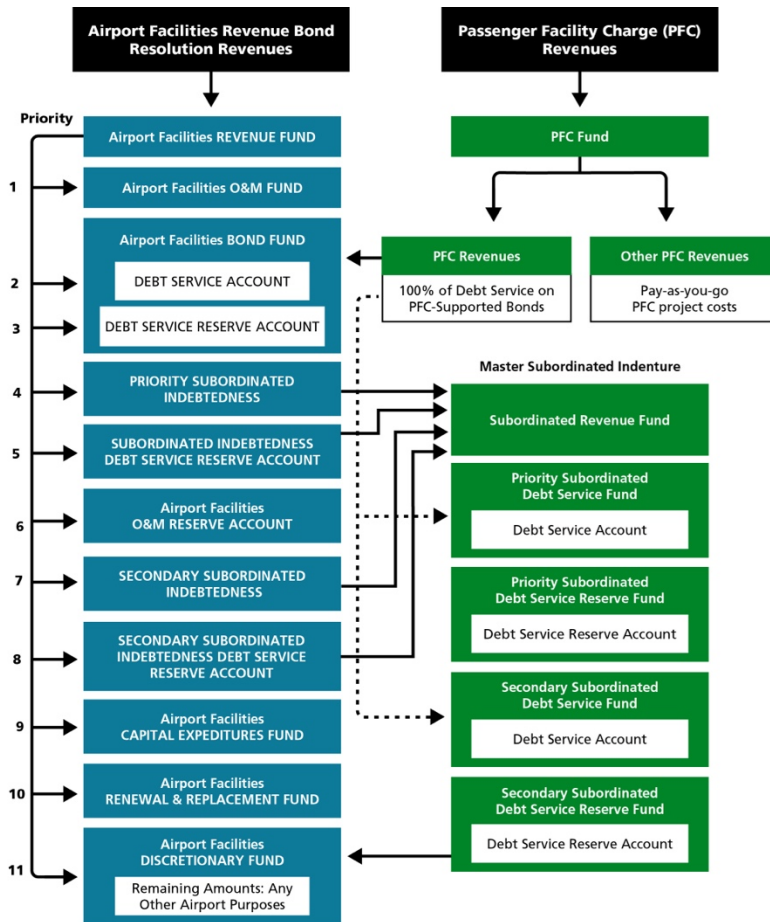 Airport Facilities Revenue Bond
Resolution Revenues
Passenger Facility Charge (PFC)
Revenues
Priority
Airport Facilities REVENUE FUND
PFC Fund
1
Airport Facilities O&M FUND
Airport Facilities BOND FUND
2
DEBT SERVICE ACCOUNT
3
DEBT SERVICE RESERVE ACCOUNT
PFC Revenues
100% of Debt Service on
PFC-Supported Bonds
Other PFC Revenues
Pay-as-you-go
PFC project costs
4
PRIORITY SUBORDINATED
INDEBTEDNESS
5
SUBORDINATED INDEBTEDNESS
DEBT SERVICE RESERVE ACCOUNT
6
Airport Facilities
O&M RESERVE ACCOUNT
7
SECONDARY SUBORDINATED
INDEBTEDNESS
8
SECONDARY SUBORDINATED
INDEBTEDNESS DEBT SERVICE
RESERVE ACCOUNT
9
Airport Facilities
CAPITAL EXPEDITURES FUND
10
Airport Facilities
RENEWAL & REPLACEMENT FUND
11
Airport Facilities
DISCRETIONARY FUND
Remaining Amounts: Any
Other Airport Purposes
Master Subordinated Indenture
Subordinated Revenue Fund
Priority Subordinated
Debt Service Fund
Debt Service Account
Priority Subordinated
Debt Service Reserve Fund
Debt Service Reserve Account
Secondary Subordinated
Debt Service Fund
Debt Service Account
Secondary Subordinated
Debt Service Reserve Fund
Debt Service Reserve Account